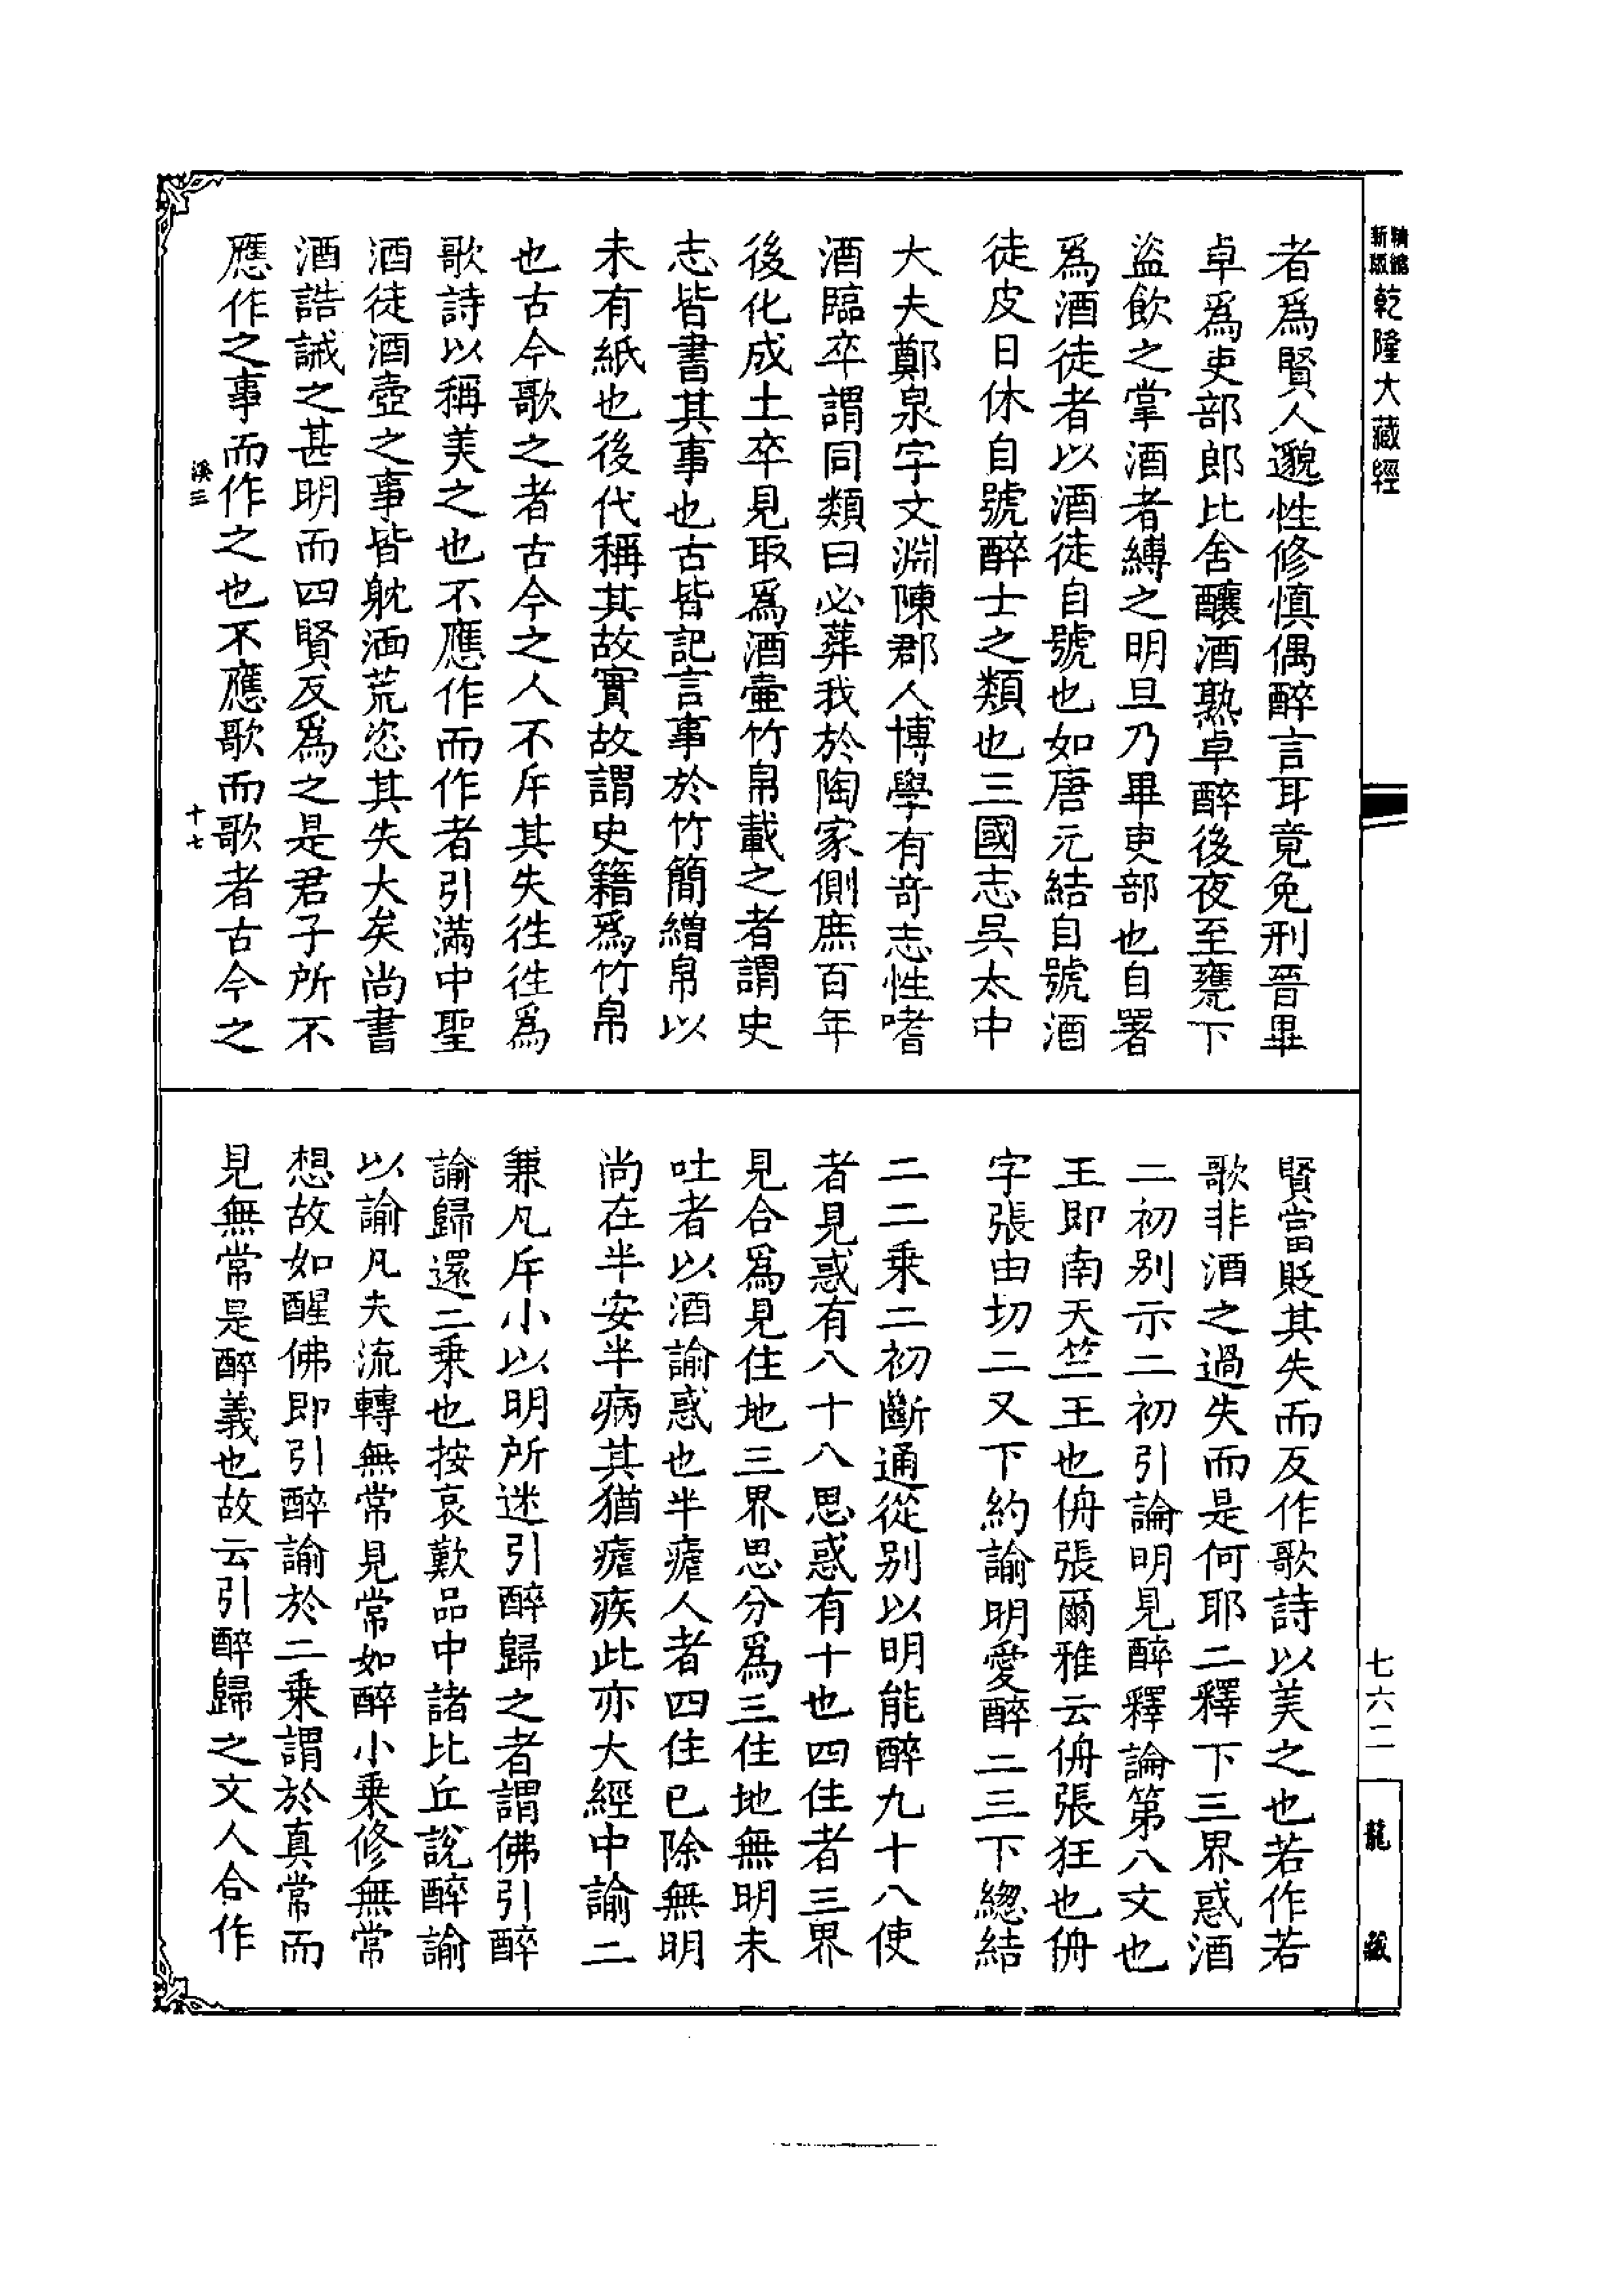 精縮新版乾隆大藏經
者爲賢人邈性修慎偶醉言耳竟免刑晉畢
卓爲吏部郎比舍釀酒熟卓醉後夜至甕下
盜飲之掌酒者縛之明旦乃畢吏部也自署
爲酒徒者以酒徒自號也如唐元結自號酒
徒皮日休自號醉士之類也三國志吳太中
大夫鄭泉字文淵陳郡人博學有奇志性嗜
酒臨卒謂同類曰必葬我於陶家側庶百年
後化成土卒見取爲酒壷竹帛載之者謂史
志皆書其事也古皆記言事於竹簡繒帛以
未有紙也後代稱其故實故謂史籍爲竹帛
也古今歌之者古今之人不斥其失徃徃爲
歌詩以稱美之也不應作而作者引滿中聖
酒徒酒壺之事皆躭湎荒恣其失大矣尚書
酒誥誡之甚明而四賢反爲之是君子所不
應作之事而作之也不應歌而歌者古今之
溪三
十七
賢當貶其失而反作歌詩以美之也若作若
歌非酒之過失而是何耶二釋下三界惑酒
二初别示二初引論明見醉釋論第八文也
王即南天竺王也侜張爾雅云侜張狂也侜
字張由切二又下約諭明愛醉二三下緫結
二二乗二初斷通從别以明能醉九十八使
者見惑有八十八思惑有十也四住者三界
見合爲見住地三界思分爲三住地無明未
吐者以酒諭惑也半瘧人者四住已除無明
尚在半安半病其猶瘧疾此亦大經中諭二
兼凡斥小以明所迷引醉歸之者謂佛引醉
諭歸還二乗也按哀歎品中諸比丘說醉諭
以諭凡夫流轉無常見常如醉小乗修無常
想故如醒佛即引醉諭於二乗謂於真常而
見無常是醉義也故云引醉歸之文人合作
七六二
龍藏